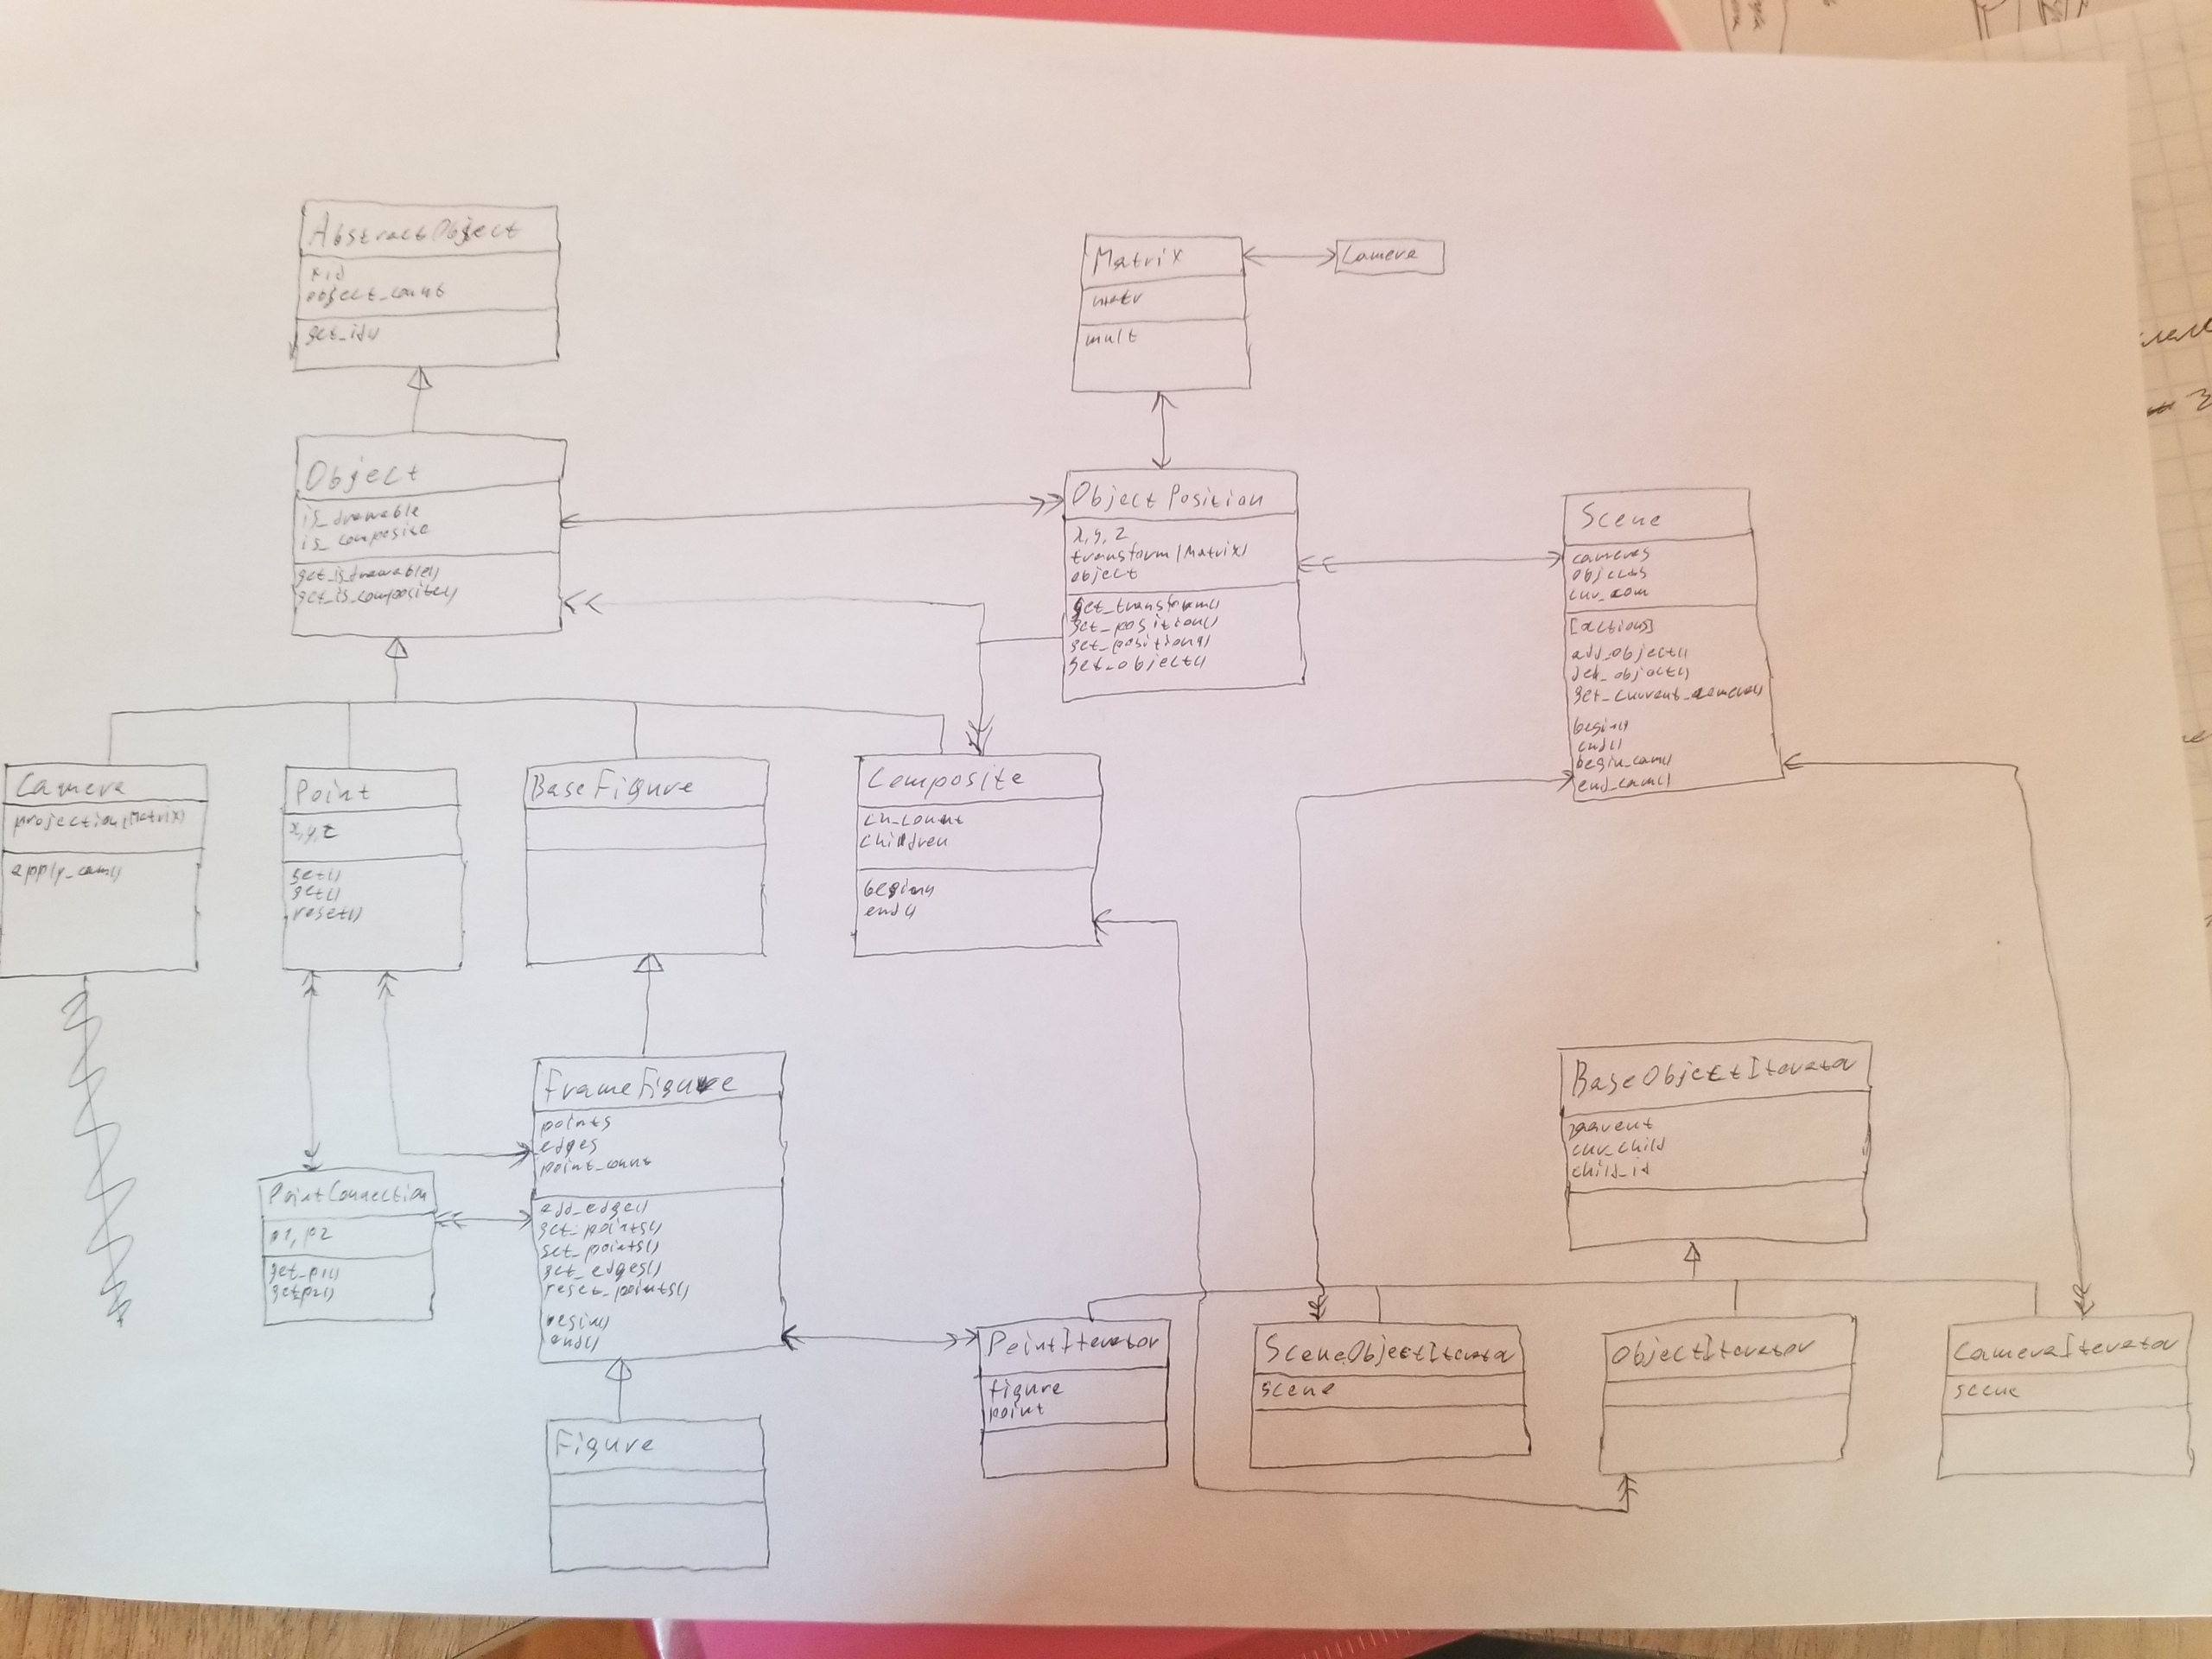 AbstractObject
object_count
get_id()
Matrix
matr
mult
Camera
Object
is_drawable
is_composite
get_is_drawable()
get_is_composite()
ObjectPosition
x, y, z
transform (Matrix)
object
get_transform()
set_position()
get_position()
get_object()
Scene
cameras
objects
cur_com
[actions]
add_object()
get_current_camera()
begin()
end()
begin_cam()
end_cam()
Camera
projection(Matrix)
apply_cam()
Point
x, y, z
set()
get()
reset()
BaseFigure
Composite
ch_count
children
begin()
end()
FrameFigure
points
edges
point_count
add_edge()
get_points()
set_points()
get_edges()
reset_points()
begin()
end()
PointConnection
p1, p2
get_p1()
get_p2()
Figure
BaseObjectIterator
parent
cur_child
child_id
PointIterator
figure
point
SceneObjectIterator
scene
ObjectIterator
CameraIterator
scene